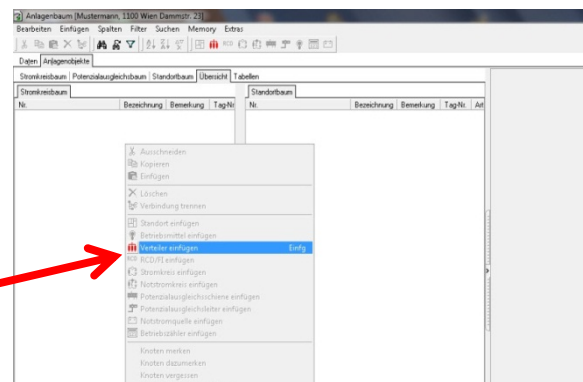 Anlagenbaum [Mustermann, 1100 Wien Dammstr. 23]
Bearbeiten Einfügen Spalten Filter Suchen Memory Extras
RCD
Daten Anlagenobjekte
Stromkreisbaum Potenzialausgleichsbaum Standortbaum Übersicht Tabellen
Stromkreisbaum Standortbaum
Nr. Bezeichnung Bemerkung Tag-Nr. Nr. Bezeichnung Bemerkung Tag-Nr. Art
Ausschneiden
Kopieren
Einfügen
Löschen
Verbindung trennen
Standort einfügen
Betriebsmittel einfügen
Verteiler einfügen Einfg
RCD RCD/FI einfügen
Stromkreis einfügen
Notstromkreis einfügen
Potenzialausgleichsschiene einfügen
Potenzialausgleichsleiter einfügen
Notstromquelle einfügen
Betriebszähler einfügen
Knoten merken
Knoten dazumerken
Knoten vergessen